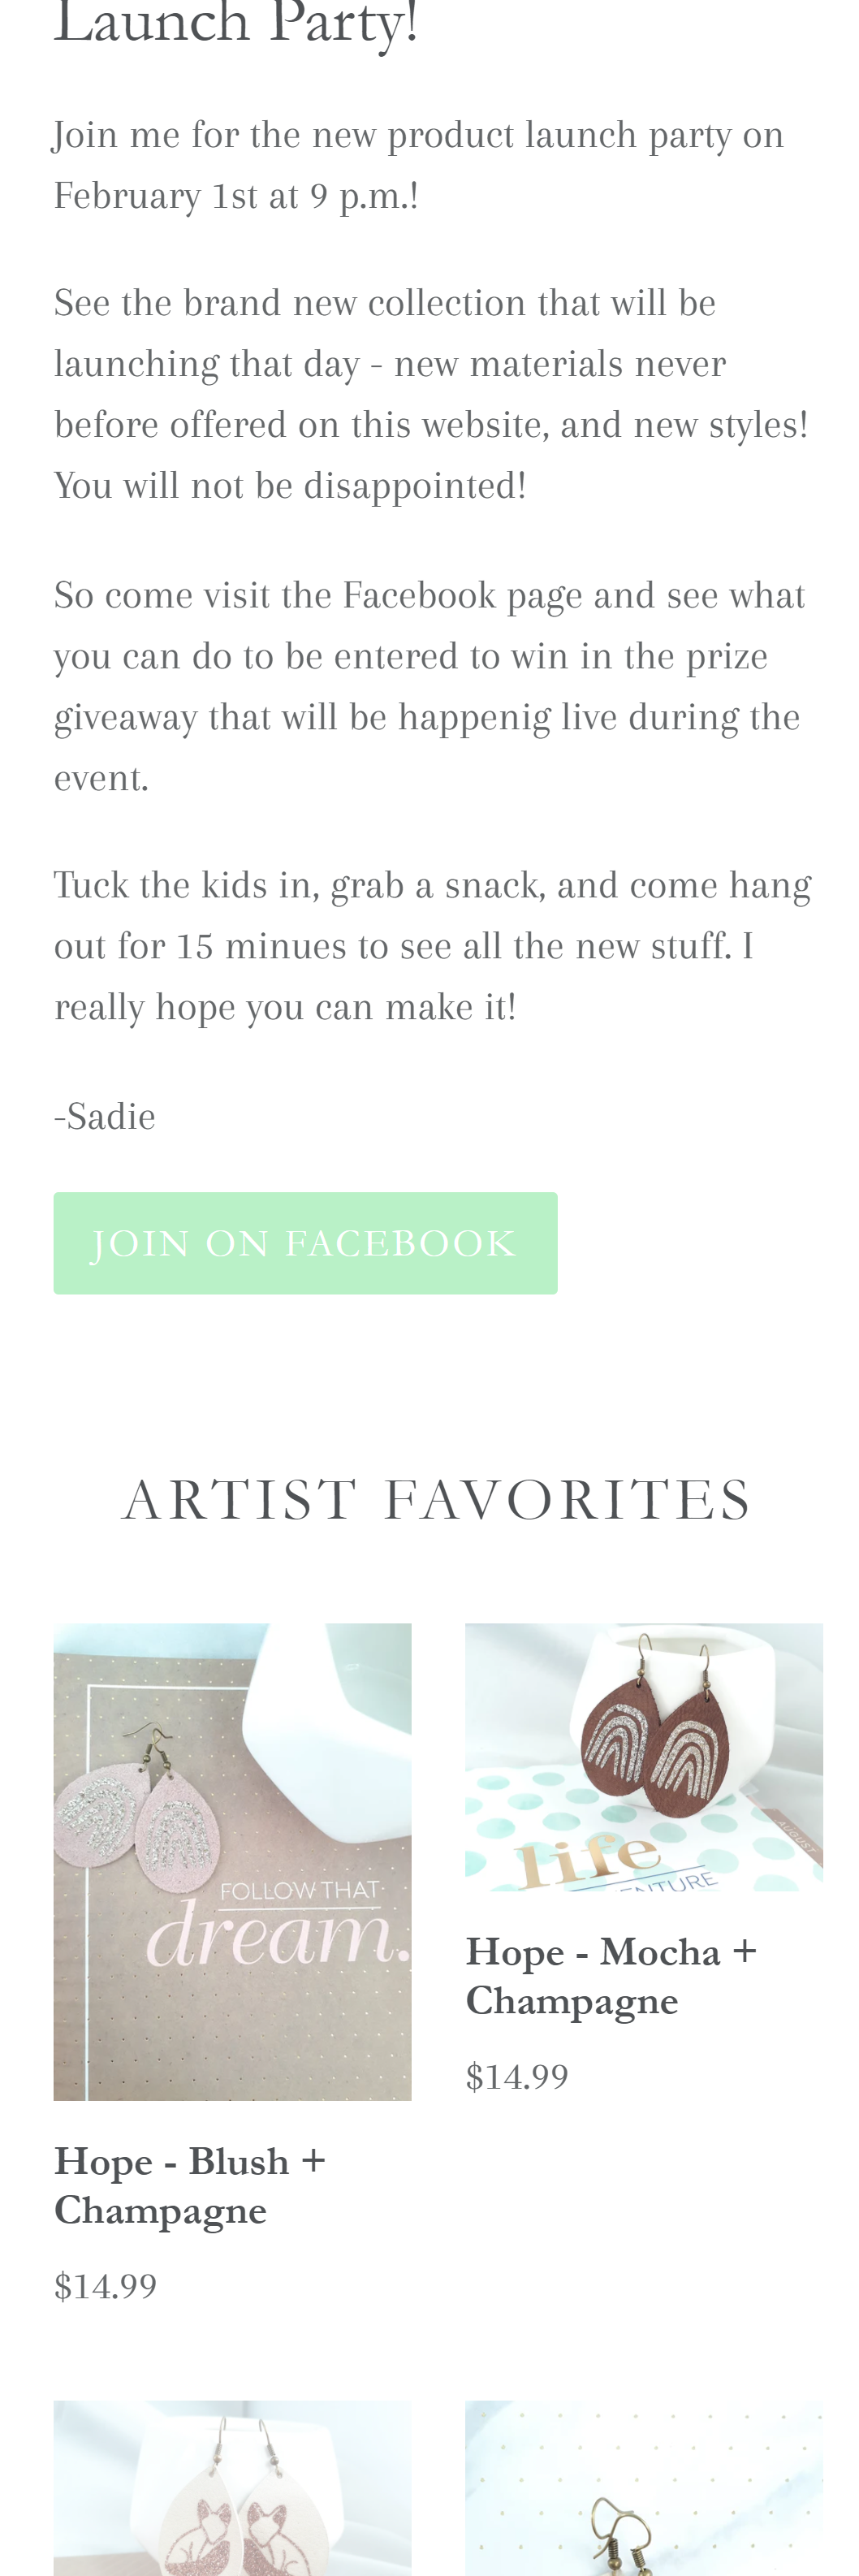 Launch Party!
Join me for the new product launch party on
February 1st at 9 p.m.!
See the brand new collection that will be
launching that day - new materials never
before offered on this website, and new styles!
You will not be disappointed!
So come visit the Facebook page and see what
you can do to be entered to win in the prize
giveaway that will be happenig live during the
event.
Tuck the kids in, grab a snack, and come hang
out for 15 minues to see all the new stuff. I
really hope you can make it!
-Sadie
JOIN ON FACEBOOK
ARTIST FAVORITES
FOLLOW THAT
dream.
Hope - Blush +
Champagne
$14.99
life
AUGUST
Hope - Mocha +
Champagne
$14.99